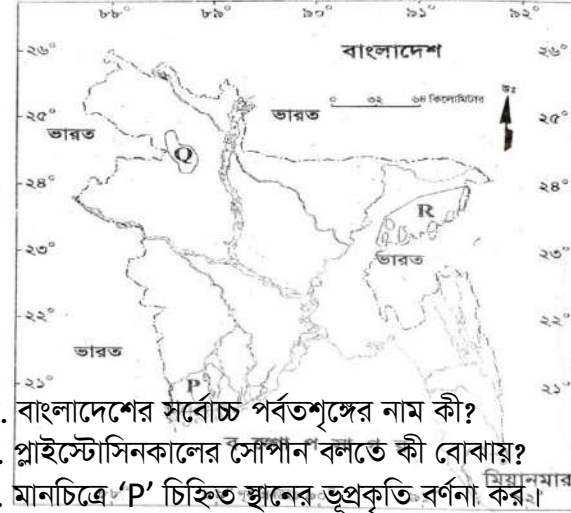 ৮৮° ৮৯° ৯০° ৯১° ৯২°
২৬° বাংলাদেশ ২৬°
উঃ
০ ৩২ ৬৪ কিলোমিটার
২৫° ভারত ২৫°
ভারত
Q
২৪° ২৪°
R
২৩° ভারত ২৩°
২২° ২২°
ভারত
২১° P ২১°
. বাংলাদেশের সর্বোচ্চ পর্বতশৃঙ্গের নাম কী?
. প্লাইস্টোসিনকালের সোপান বলতে কী বোঝায়?
মিয়ানমার
. মানচিত্রে ‘P’ চিহ্নিত স্থানের ভূপ্রকৃতি বর্ণনা কর।